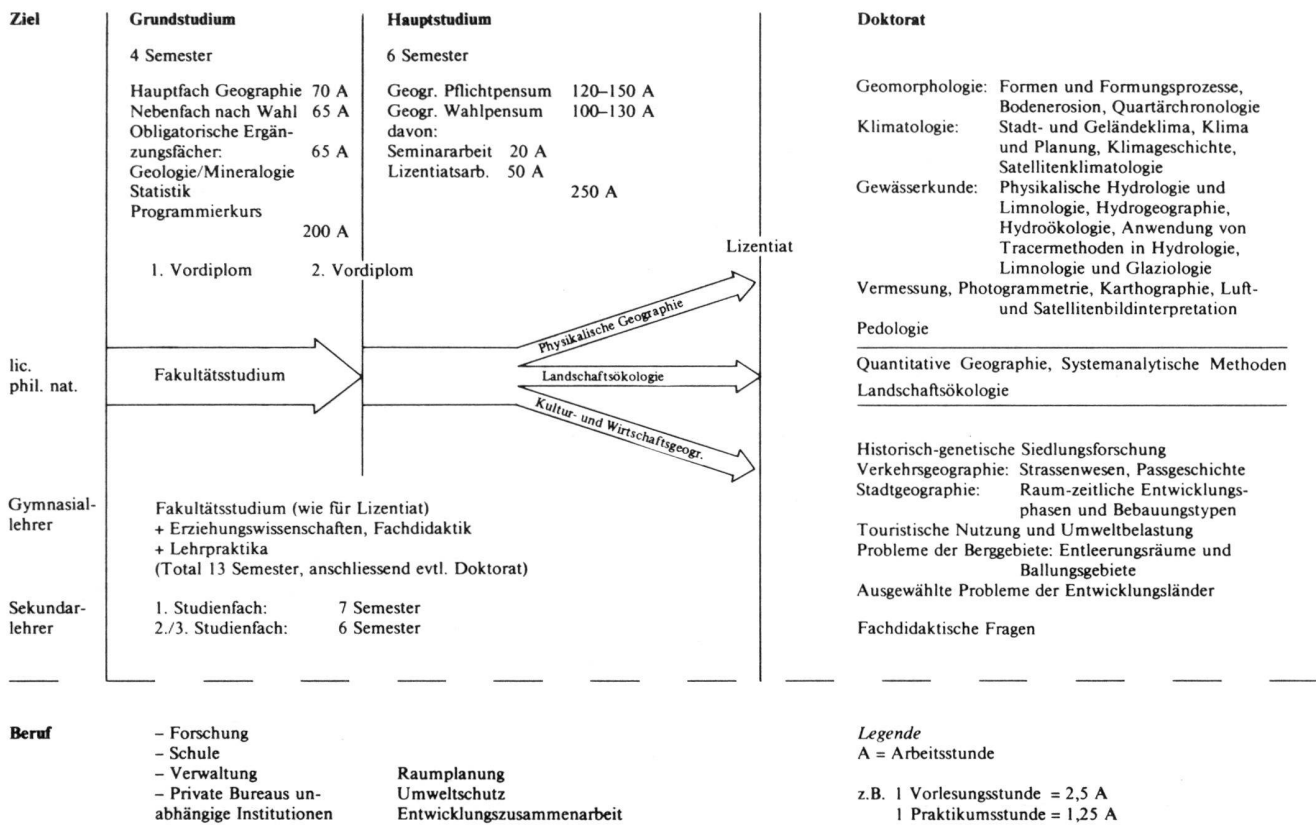 Ziel
Grundstudium
4 Semester
Hauptfach Geographie 70 A
Nebenfach nach Wahl 65 A
Obligatorische Ergän-
zungsfächer: 65 A
Geologie/Mineralogie
Statistik
Programmierkurs
200 A
1. Vordiplom 2. Vordiplom
Hauptstudium
6 Semester
Geogr. Pflichtpensum 120–150 A
Geogr. Wahlpensum 100–130 A
davon:
Seminararbeit 20 A
Lizentiatsarb. 50 A
250 A
Lizentiat
Doktorat
Geomorphologie: Formen und Formungsprozesse,
Bodenerosion, Quartärchronologie
Klimatologie: Stadt- und Geländeklima, Klima
und Planung, Klimageschichte,
Satellitenklimatologie
Gewässerkunde: Physikalische Hydrologie und
Limnologie, Hydrogeographie,
Hydroökologie, Anwendung von
Tracermethoden in Hydrologie,
Limnologie und Glaziologie
Vermessung, Photogrammetrie, Karthographie, Luft-
und Satellitenbildinterpretation
Pedologie
Quantitative Geographie, Systemanalytische Methoden
Landschaftsökologie
Historisch-genetische Siedlungsforschung
Verkehrsgeographie: Strassenwesen, Passgeschichte
Stadtgeographie: Raum-zeitliche Entwicklungs-
phasen und Bebauungstypen
Touristische Nutzung und Umweltbelastung
Probleme der Berggebiete: Entleerungsräume und
Ballungsgebiete
Ausgewählte Probleme der Entwicklungsländer
Fachdidaktische Fragen
lic.
phil. nat.
Fakultätsstudium
Physikalische Geographie
Landschaftsökologie
Kultur- und Wirtschaftsgeogr.
Gymnasial-
lehrer
Fakultätsstudium (wie für Lizentiat)
+ Erziehungswissenschaften, Fachdidaktik
+ Lehrpraktika
(Total 13 Semester, anschliessend evtl. Doktorat)
Sekundar-
lehrer
1. Studienfach: 7 Semester
2./3. Studienfach: 6 Semester
Beruf
– Forschung
– Schule
– Verwaltung
– Private Bureaus un-
abhängige Institutionen
Raumplanung
Umweltschutz
Entwicklungszusammenarbeit
Legende
A = Arbeitsstunde
z.B. 1 Vorlesungsstunde = 2,5 A
1 Praktikumsstunde = 1,25 A